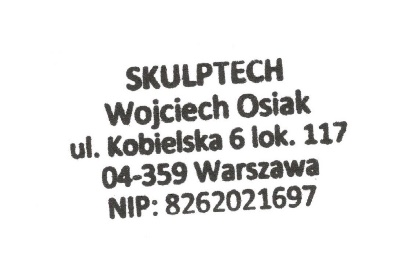 SKULPTECH
Wojciech Osiak
ul. Kobielska 6 lok. 117
04-359 Warszawa
NIP: 8262021697